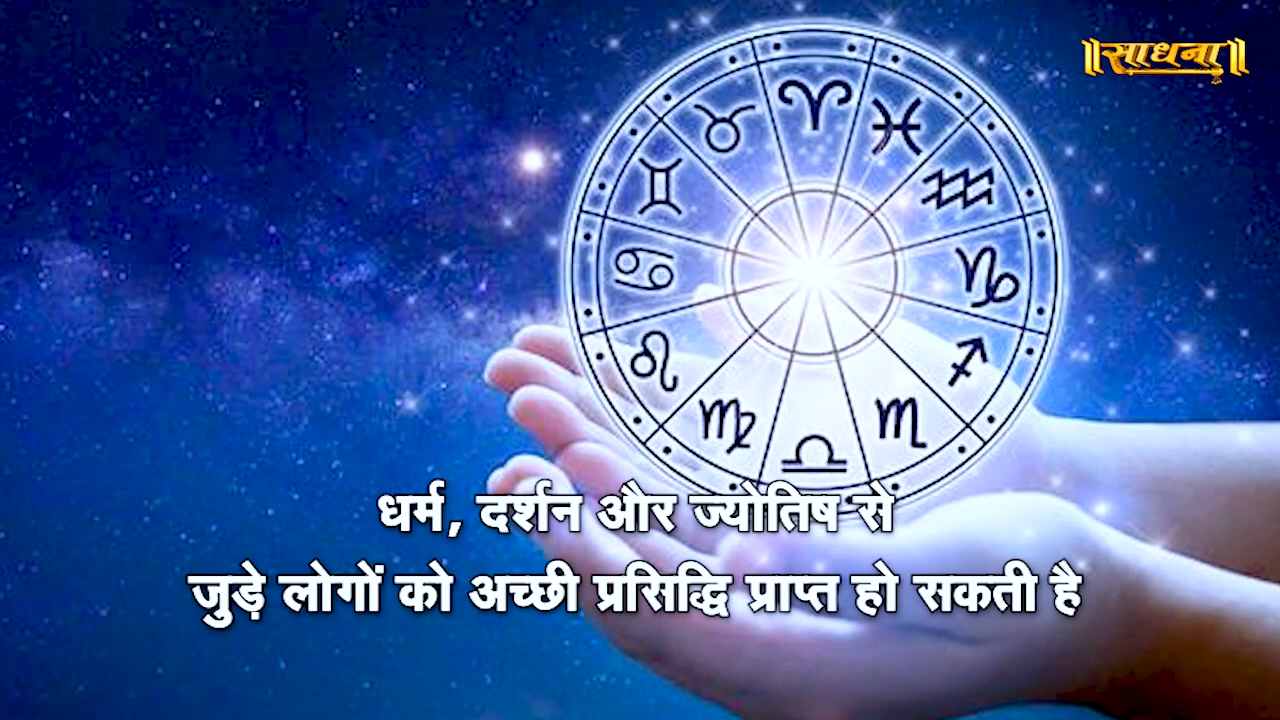 ॥साधना॥
धर्म, दर्शन और ज्योतिष से
जुड़े लोगों को अच्छी प्रसिद्धि प्राप्त हो सकती है